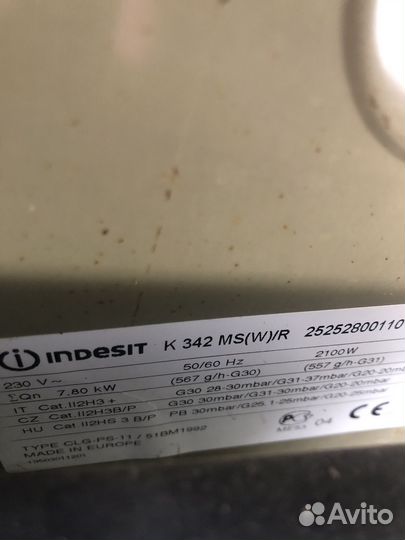 INDESIT K 342 MS(W)/R 25252800110
230 V~ 50/60 Hz 2100W
ΣQn 7.80 kW (567 g/h-G30) (557 g/h-G31)
IT Cat.II2H3+ G30 28-30mbar/G31-37mbar/G20-20mbar
CZ Cat.II2H3B/P G30 30mbar/G31-30mbar/G20-20mbar
HU Cat II2HS 3 B/P PB 30mbar/G25.1-25mbar/G20-25mbar
TYPE CLG-PS-11 / 51BM1992
MADE IN EUROPE
04 CE
Avito